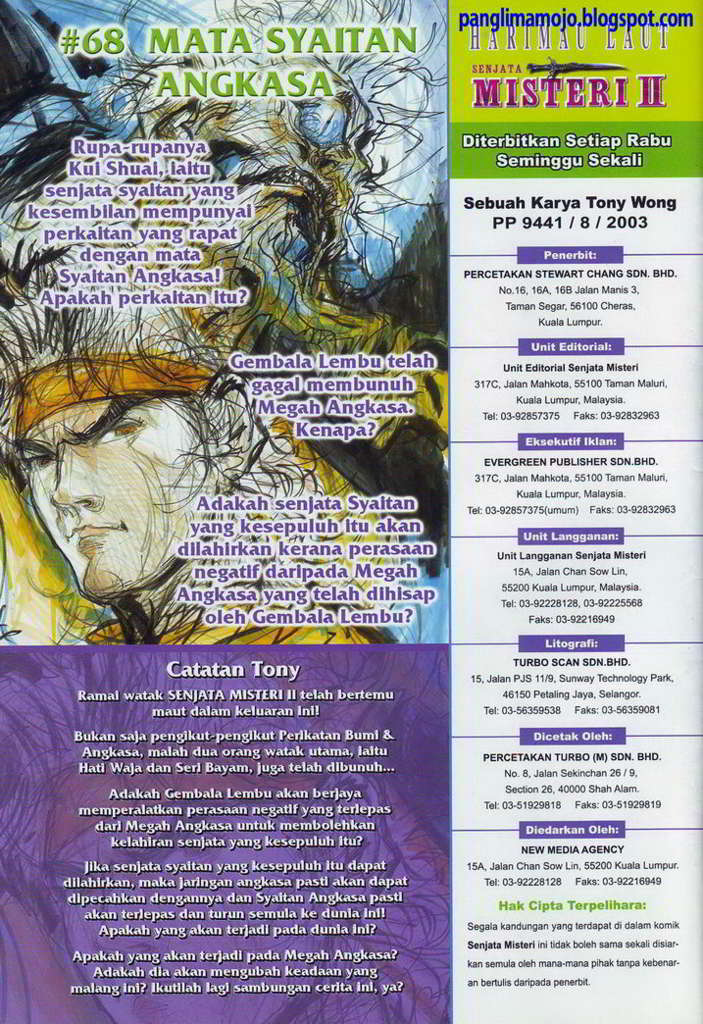 #68 MATA SYAITAN
ANGKASA
Rupa-rupanya
Kui Shuai, iaitu
senjata syaitan yang
kesembilan mempunyai
perkaitan yang rapat
dengan mata
Syaitan Angkasa!
Apakah perkaitan itu?
Gembala Lembu telah
gagal membunuh
Megah Angkasa.
Kenapa?
Adakah senjata Syaitan
yang kesepuluh itu akan
dilahirkan kerana perasaan
negatif daripada Megah
Angkasa yang telah dihisap
oleh Gembala Lembu?
Catatan Tony
Ramai watak SENJATA MISTERI II telah bertemu
maut dalam keluaran ini!
Bukan saja pengikut-pengikut Perikatan Bumi &
Angkasa, malah dua orang watak utama, iaitu
Hati Waja dan Seri Bayam, juga telah dibunuh...
Adakah Gembala Lembu akan berjaya
memperalatkan perasaan negatif yang terlepas
dari Megah Angkasa untuk membolehkan
kelahiran senjata yang kesepuluh itu?
Jika senjata syaitan yang kesepuluh itu dapat
dilahirkan, maka jaringan angkasa pasti akan dapat
dipecahkan dengannya dan Syaitan Angkasa pasti
akan terlepas dan turun semula ke dunia ini!
Apakah yang akan terjadi pada dunia ini?
Apakah yang akan terjadi pada Megah Angkasa?
Adakah dia akan mengubah keadaan yang
malang ini? Ikutilah lagi sambungan cerita ini, ya?
panglimamojo.blogspot.com
HARIMAU LAUT
SENJATA
MISTERI II
Diterbitkan Setiap Rabu
Seminggu Sekali
Sebuah Karya Tony Wong
PP 9441 / 8 / 2003
Penerbit:
PERCETAKAN STEWART CHANG SDN. BHD.
No.16, 16A, 16B Jalan Manis 3,
Taman Segar, 56100 Cheras,
Kuala Lumpur.
Unit Editorial:
Unit Editorial Senjata Misteri
317C, Jalan Mahkota, 55100 Taman Maluri,
Kuala Lumpur, Malaysia.
Tel: 03-92857375 Faks: 03-92832963
Eksekutif Iklan:
EVERGREEN PUBLISHER SDN.BHD.
317C, Jalan Mahkota, 55100 Taman Maluri,
Kuala Lumpur, Malaysia.
Tel: 03-92857375(umum) Faks: 03-92832963
Unit Langganan:
Unit Langganan Senjata Misteri
15A, Jalan Chan Sow Lin,
55200 Kuala Lumpur, Malaysia.
Tel: 03-92228128, 03-92225568
Faks: 03-92216949
Litografi:
TURBO SCAN SDN.BHD.
15, Jalan PJS 11/9, Sunway Technology Park,
46150 Petaling Jaya, Selangor.
Tel: 03-56359538 Faks: 03-56359081
Dicetak Oleh:
PERCETAKAN TURBO (M) SDN. BHD.
No. 8, Jalan Sekinchan 26 / 9,
Section 26, 40000 Shah Alam.
Tel: 03-51929818 Faks: 03-51929819
Diedarkan Oleh:
NEW MEDIA AGENCY
15A, Jalan Chan Sow Lin, 55200 Kuala Lumpur.
Tel: 03-92228128 Faks: 03-92216949
Hak Cipta Terpelihara:
Segala kandungan yang terdapat di dalam komik
Senjata Misteri ini tidak boleh sama sekali disiar-
kan semula oleh mana-mana pihak tanpa kebenar-
an bertulis daripada penerbit.